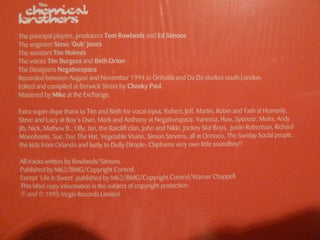 The
chemical
brothers
The principal players, producers Tom Rowlands and Ed Simons
The engineer Steve 'Dub' Jones
The assistant Tim Holmes
The voices Tim Burgess and Beth Orton
The Designers Negativespace
Recorded between August and November 1994 in Orinoco and Da Da studios south London.
Edited and compiled at Berwick Street by Cheeky Paul.
Mastered by Mike at the Exchange.
Extra super dope thanx to Tim and Beth for vocal input, Robert, Jeff, Martin, Robin and Tash at Heavenly,
Steve and Lucy at Boy's Own, Mark and Anthony at Negativespace, Vanessa, Huw, Spencer, Moira, Andy
Jib, Nick, Mathew B., Olly, Ian, the Ratcliff clan, John and Nikki, Jockey Slot Boys, Justin Robertson, Richard
Moonboots, Sue, Das The Hat, Vegetable Vision, Simon Stevens, all at Orinoco, The Sunday Social people,
the kids from Orlando and lastly to Dolly Dimple; Claphams very own little soundboy!!
All tracks written by Rowlands/Simons.
Published by M62/BMG/Copyright Control.
Except 'Life Is Sweet' published by M62/BMG/Copyright Control/Warner Chappell.
This label copy information is the subject of copyright protection.
℗ and © 1995 Virgin Records Limited.